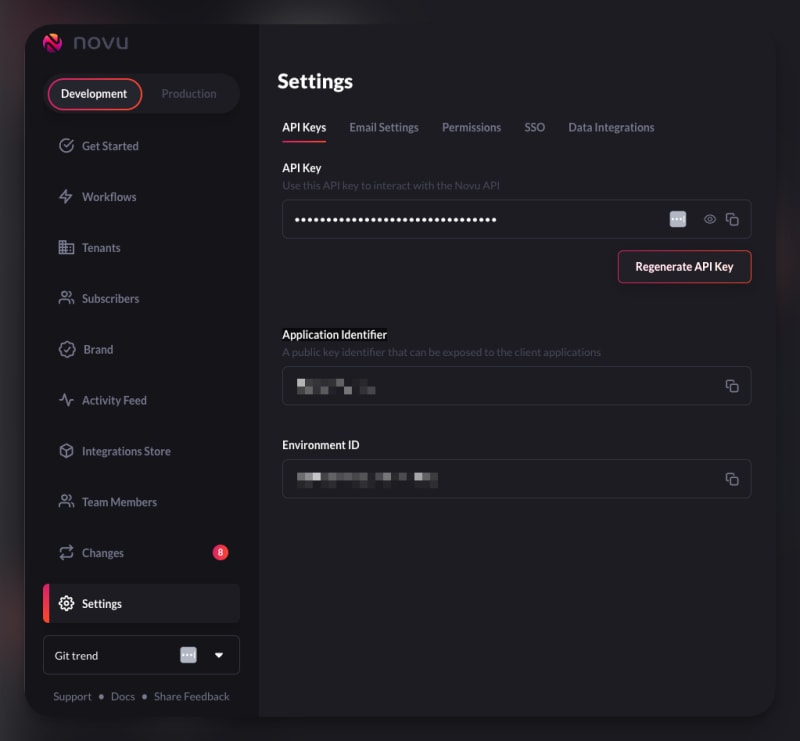 novu
Development Production
Get Started
Workflows
Tenants
Subscribers
Brand
Activity Feed
Integrations Store
Team Members
Changes 8
Settings
Git trend
Support • Docs • Share Feedback
Settings
API Keys Email Settings Permissions SSO Data Integrations
API Key
Use this API key to interact with the Novu API
••••••••••••••••••••••••••••••••
Regenerate API Key
Application Identifier
A public key identifier that can be exposed to the client applications
Environment ID